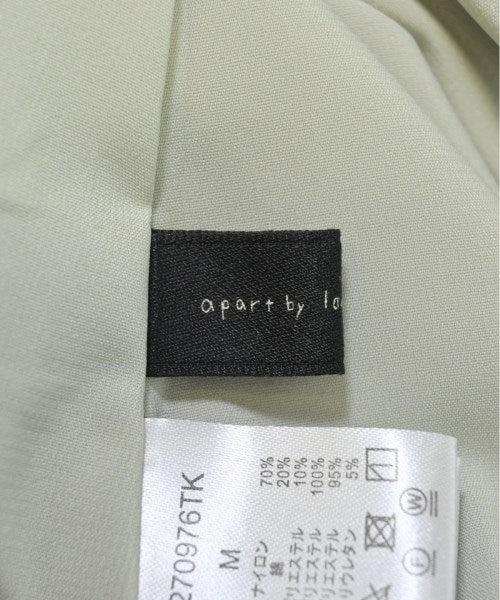 apart by lo
270976TK
M
ナイロン 70%
綿 20%
リエステル 10%
リエステル 100%
リエステル 95%
リウレタン 5%
W
F